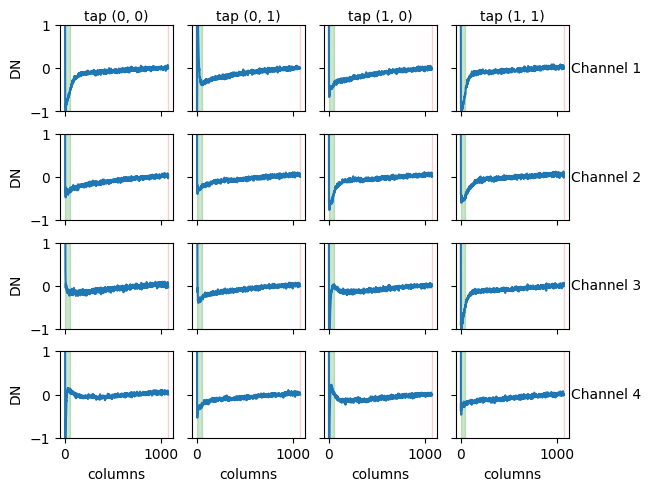 tap (0, 0) tap (0, 1) tap (1, 0) tap (1, 1)
1
DN 0 Channel 1
−1
1
DN 0 Channel 2
−1
1
DN 0 Channel 3
−1
1
DN 0 Channel 4
−1
0 1000 0 1000 0 1000 0 1000
columns columns columns columns